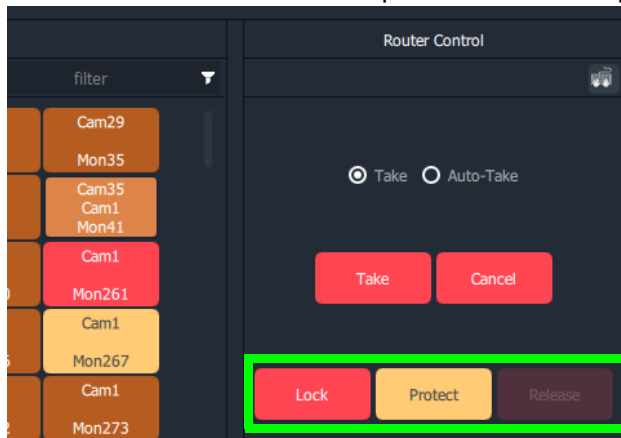 Router Control
filter
Cam29
Mon35
Cam35
Cam1
Mon41
Cam1
Mon261
Cam1
Mon267
Cam1
Mon273
Take Auto-Take
Take Cancel
Lock Protect Release